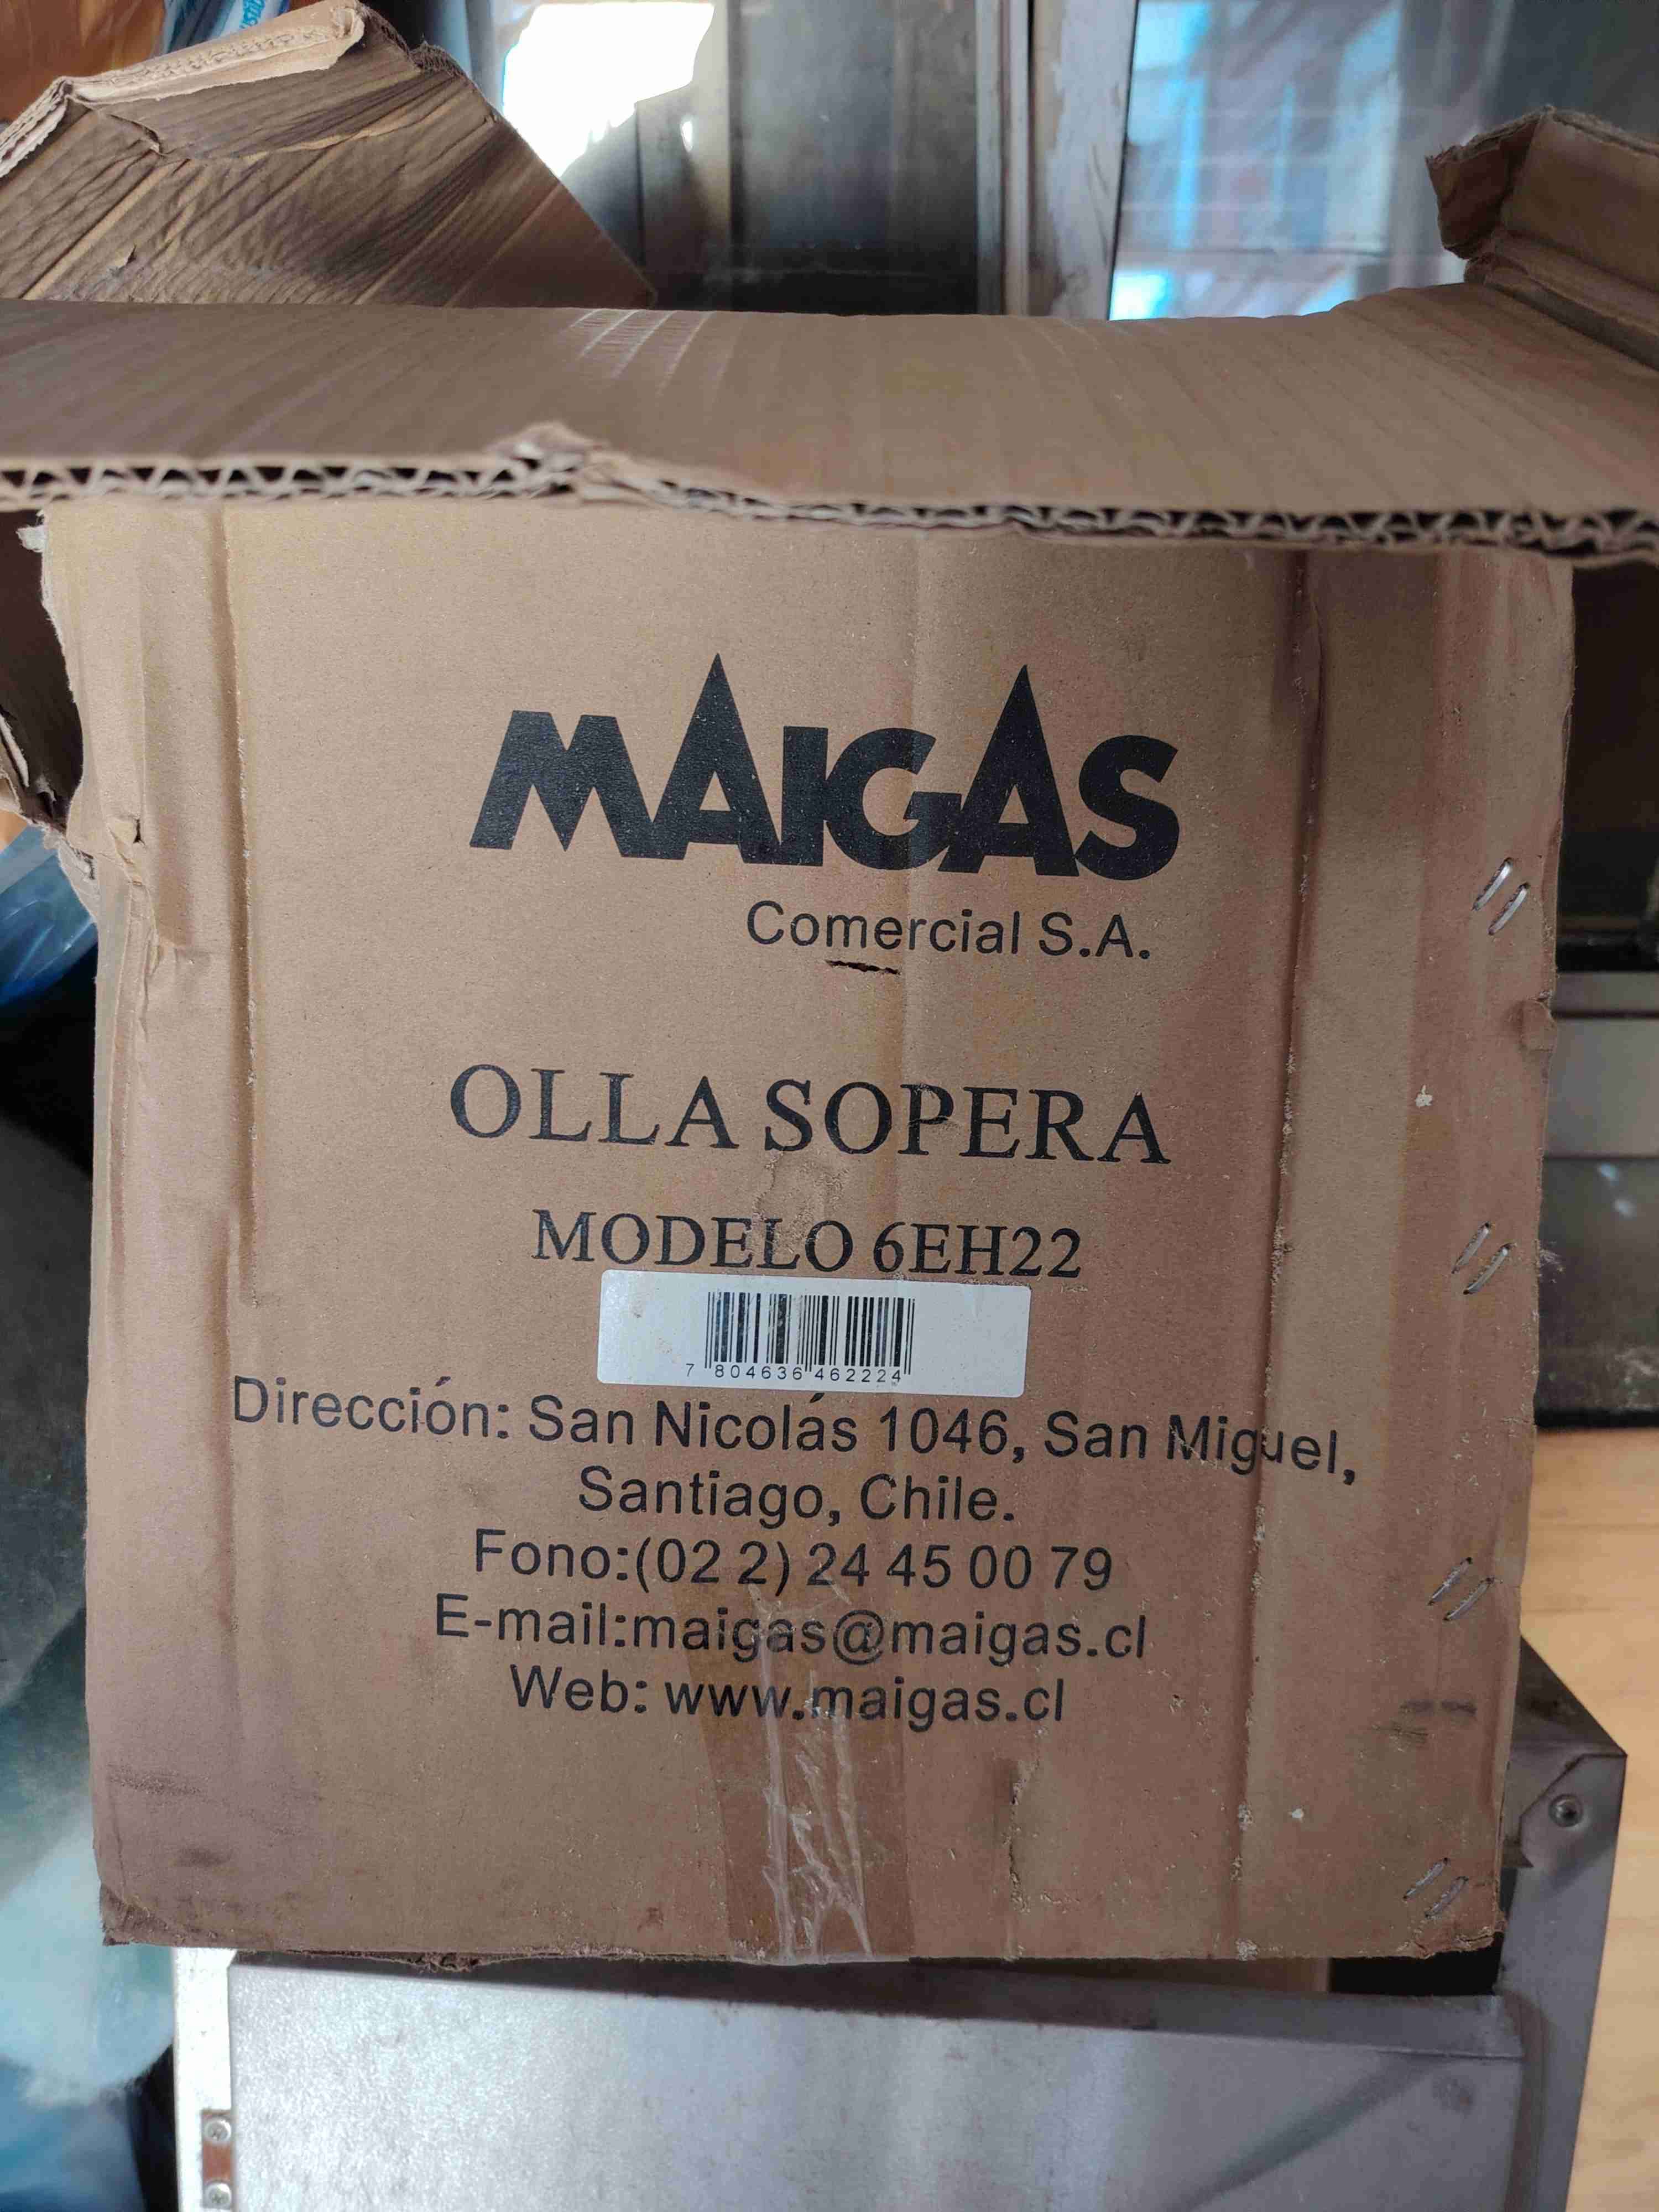 MAIGAS
Comercial S.A.
OLLA SOPERA
MODELO 6EH22
7 804636 462224
Dirección: San Nicolás 1046, San Miguel,
Santiago, Chile.
Fono:(02 2) 24 45 00 79
E-mail:maigas@maigas.cl
Web: www.maigas.cl